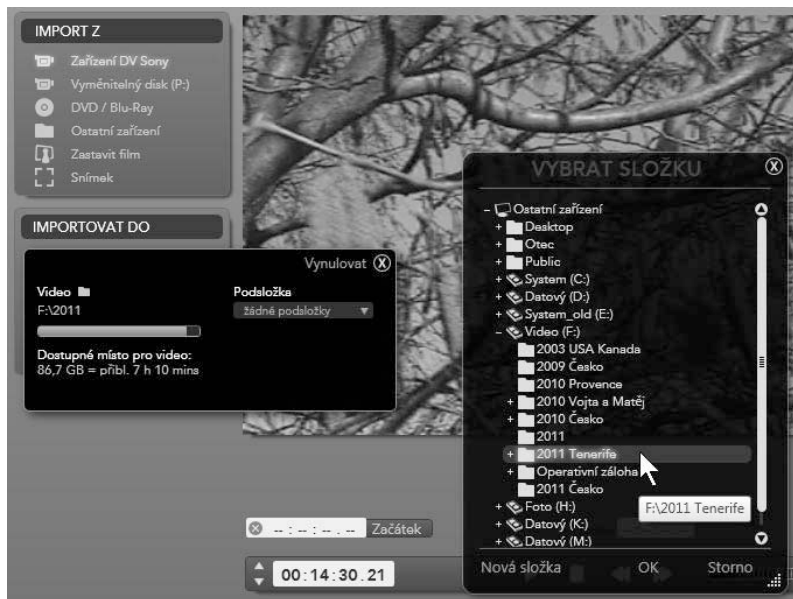 IMPORT Z
Zařízení DV Sony
Vyměnitelný disk (P:)
DVD / Blu-Ray
Ostatní zařízení
Zastavit film
Snímek
IMPORTOVAT DO
Vynulovat
Video
F:\2011
Podsložka
žádné podsložky
Dostupné místo pro video:
86,7 GB = přibl. 7 h 10 mins
VYBRAT SLOŽKU
- Ostatní zařízení
+ Desktop
+ Otec
+ Public
+ System (C:)
+ Datový (D:)
+ System_old (E:)
- Video (F:)
2003 USA Kanada
2009 Česko
2010 Provence
+ 2010 Vojta a Matěj
+ 2010 Česko
2011
+ 2011 Tenerife
+ Operativní záloha
2011 Česko
+ Foto (H:)
+ Datový (K:)
+ Datový (M:)
F:\2011 Tenerife
Nová složka
OK
Storno
-- : -- : -- . -- Začátek
00:14:30.21